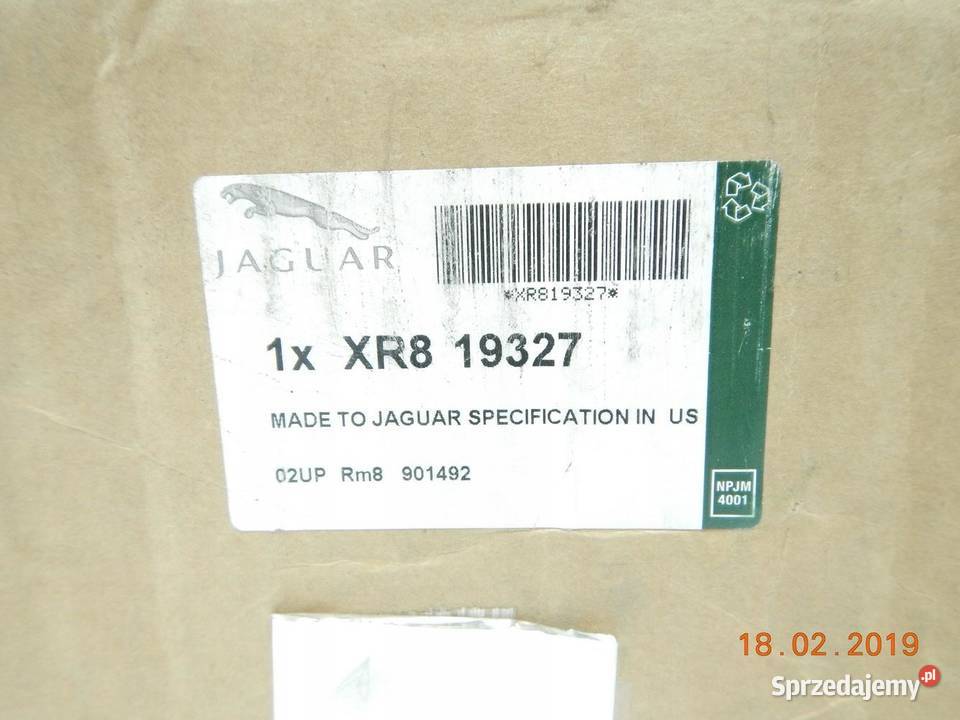 JAGUAR
*XR819327*
1x XR8 19327
MADE TO JAGUAR SPECIFICATION IN US
02UP Rm8 901492
NPJM
4001
18.02.2019
Sprzedajemy.pl